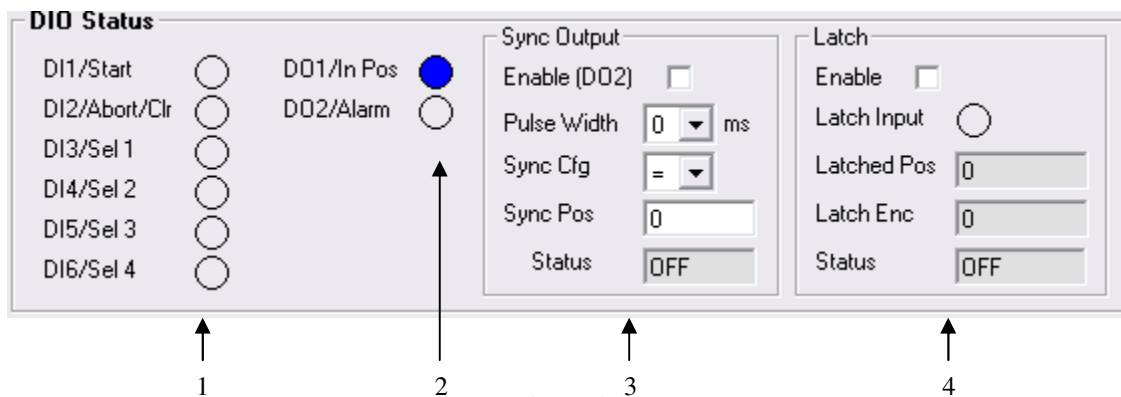 DIO Status
DI1/Start
DI2/Abort/Clr
DI3/Sel 1
DI4/Sel 2
DI5/Sel 3
DI6/Sel 4
DO1/In Pos
DO2/Alarm
Sync Output
Enable (DO2)
Pulse Width 0 ms
Sync Cfg =
Sync Pos 0
Status OFF
Latch
Enable
Latch Input
Latched Pos 0
Latch Enc 0
Status OFF
1 2 3 4